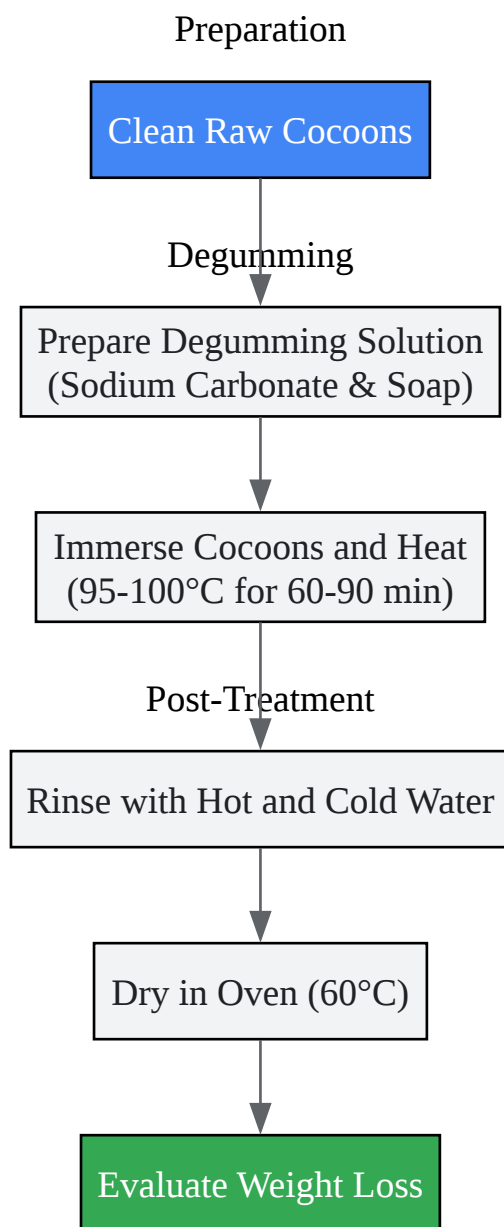 Preparation
Clean Raw Cocoons
Degumming
Prepare Degumming Solution
(Sodium Carbonate & Soap)
Immerse Cocoons and Heat
(95-100°C for 60-90 min)
Post-Treatment
Rinse with Hot and Cold Water
Dry in Oven (60°C)
Evaluate Weight Loss